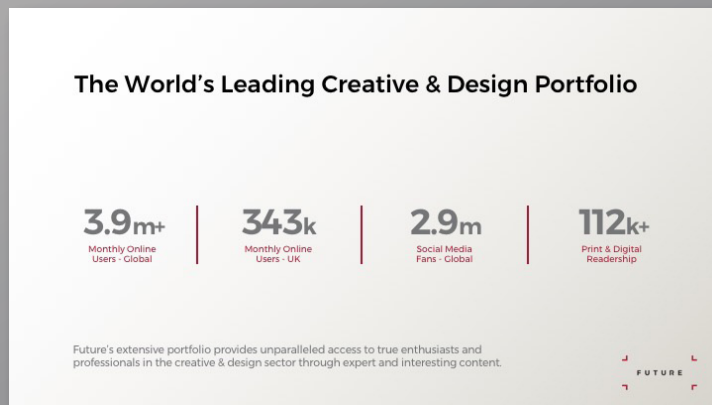 The World’s Leading Creative & Design Portfolio
3.9m+
Monthly Online
Users - Global
343k
Monthly Online
Users - UK
2.9m
Social Media
Fans - Global
112k+
Print & Digital
Readership
Future’s extensive portfolio provides unparalleled access to true enthusiasts and
professionals in the creative & design sector through expert and interesting content.
FUTURE